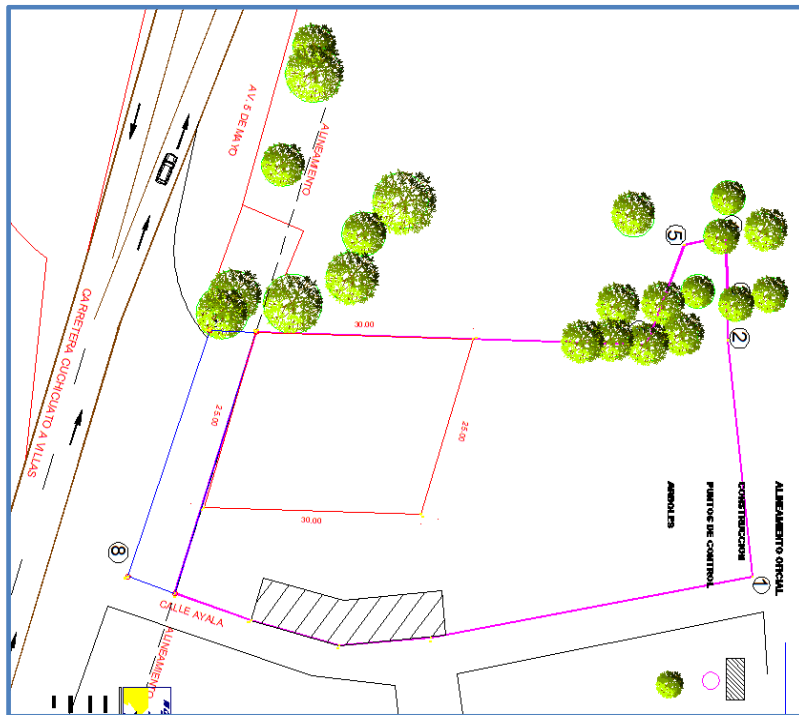 AV. 5 DE MAYO
ALINEAMIENTO
5
2
30.00
CARRETERA CUCHICUATO A VILLAS
25.00
25.00
30.00
ALINEAMIENTO OFICIAL
CONSTRUCCION
PUNTOS DE CONTROL
ARBOLES
8
1
CALLE AYALA
ALINEAMIENTO